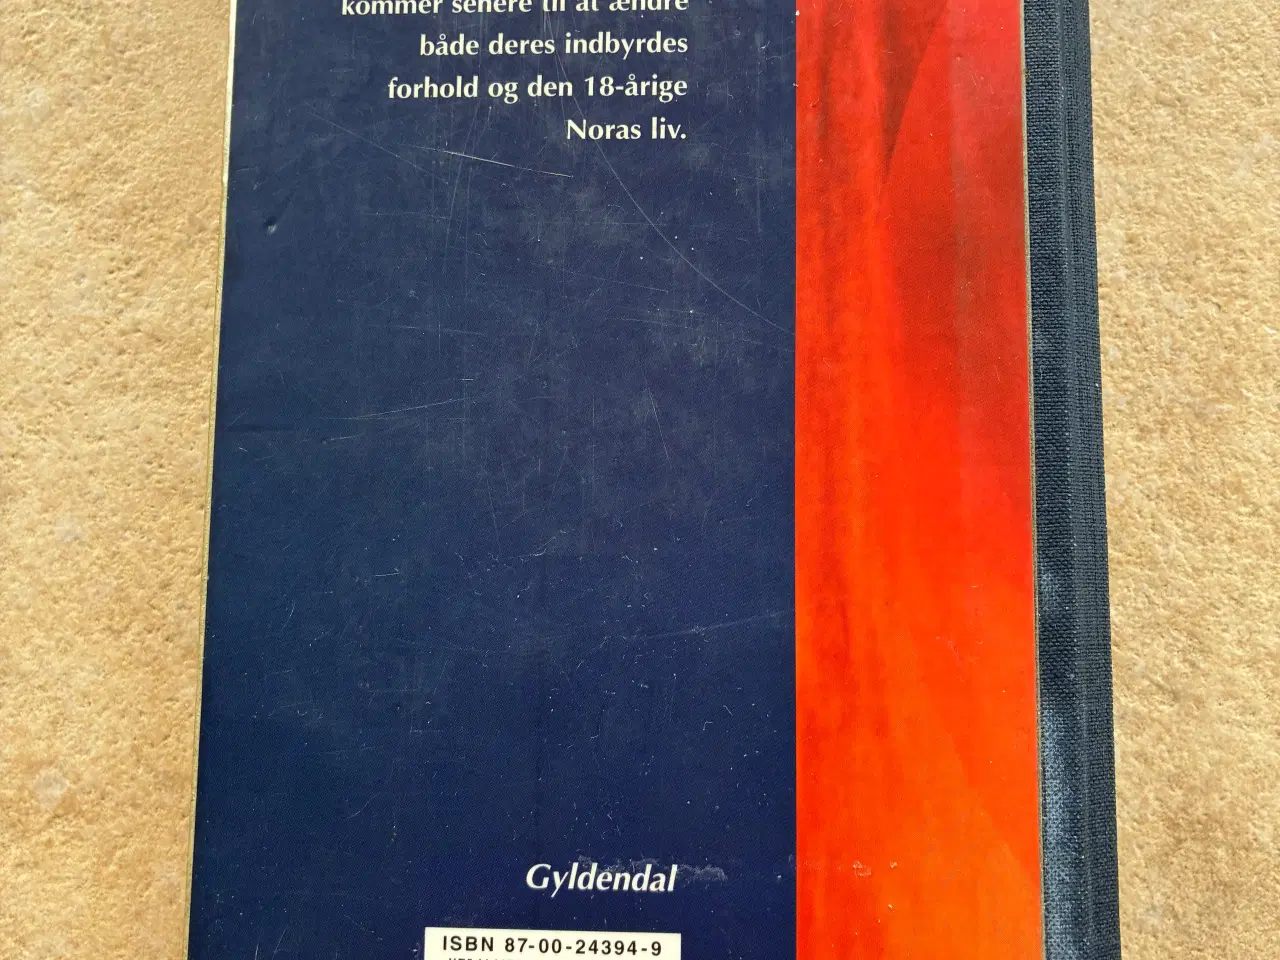 kommer senere til at ændre
både deres indbyrdes
forhold og den 18-årige
Noras liv.
Gyldendal
ISBN 87-00-24394-9